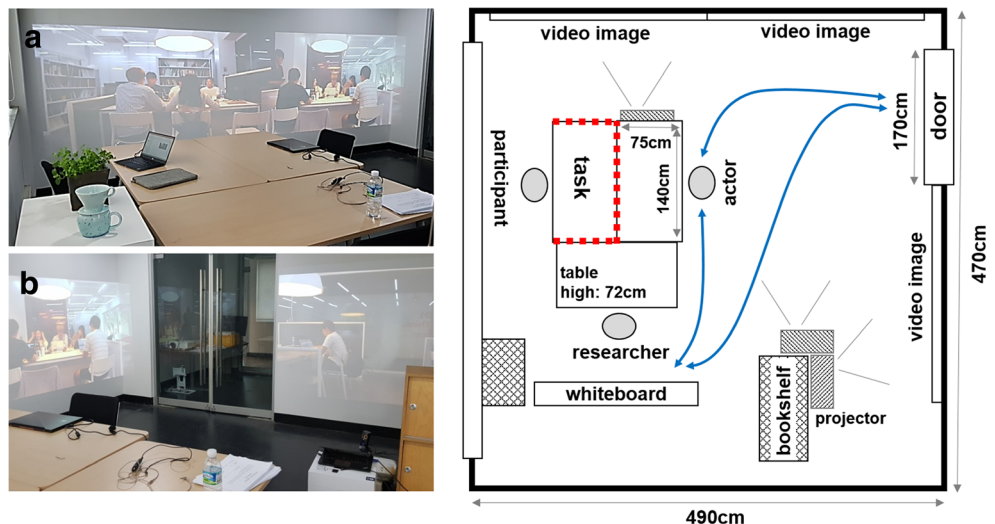 a
b
video image
video image
participant
task
75cm
140cm
actor
170cm
door
470cm
table
high: 72cm
video image
researcher
whiteboard
bookshelf
projector
490cm